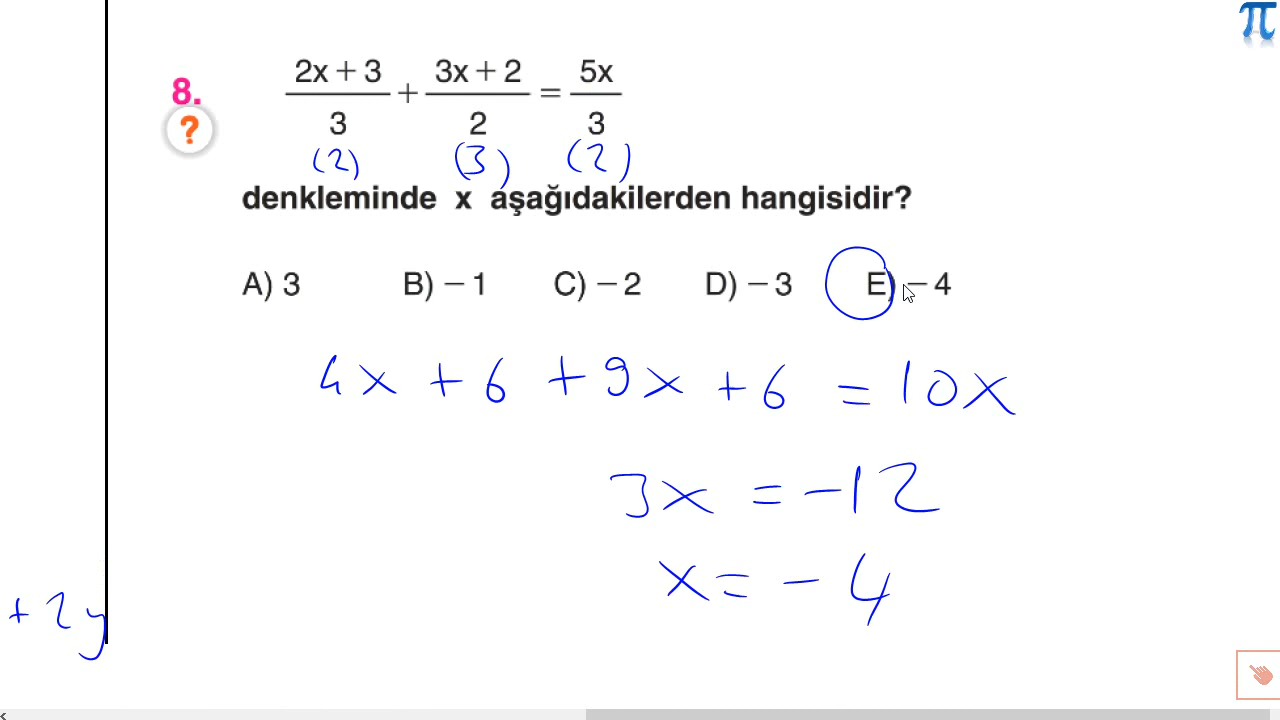 π
8. (2x + 3)/3 + (3x + 2)/2 = 5x/3
?
(2) (3) (2)
denkleminde x aşağıdakilerden hangisidir?
A) 3 B) − 1 C) − 2 D) − 3 E) − 4
4x + 6 + 9x + 6 = 10x
3x = -12
x = - 4
+ 2y